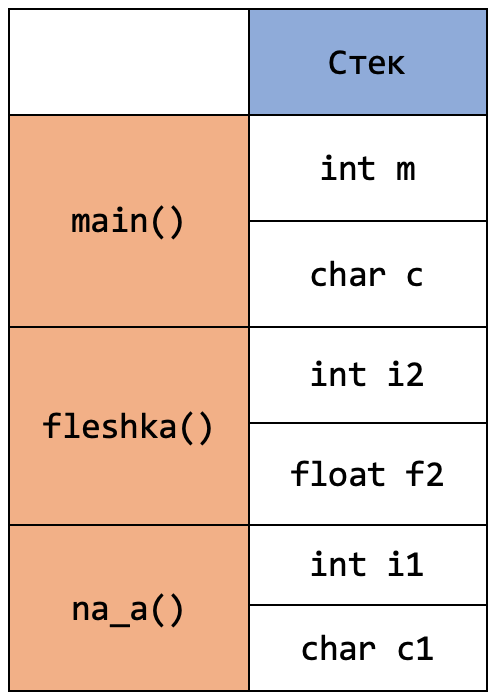 Стек
main()
int m
char c
fleshka()
int i2
float f2
na_a()
int i1
char c1